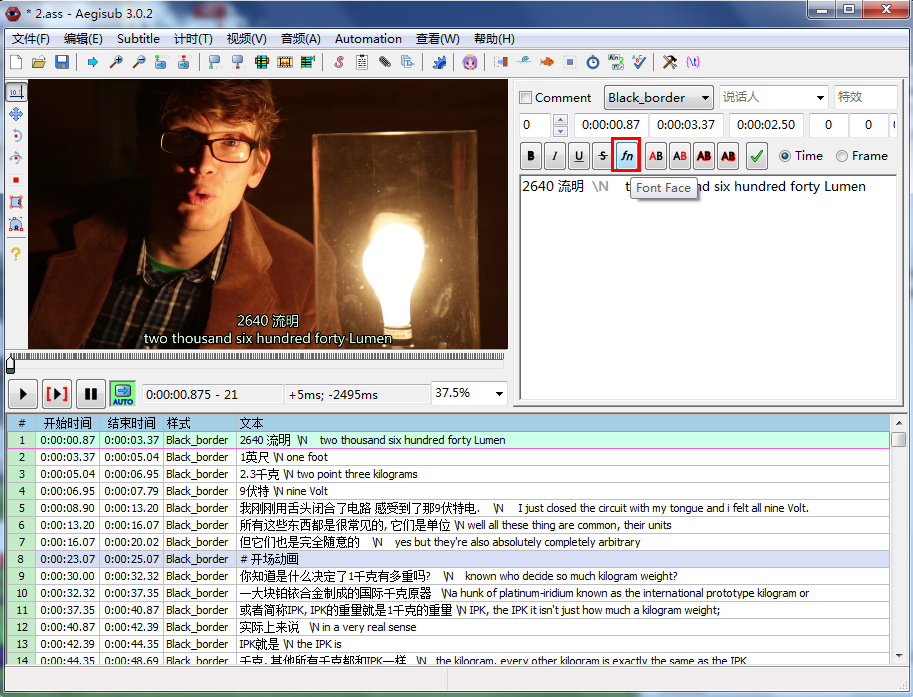 * 2.ass - Aegisub 3.0.2
文件(F) 编辑(E) Subtitle 计时(T) 视频(V) 音频(A) Automation 查看(W) 帮助(H)
Comment Black_border 说话人 特效
0 0:00:00.87 0:00:03.37 0:00:02.50 0 0
B I U S fn AB AB AB AB Time Frame
2640 流明 \N t nd six hundred forty Lumen
Font Face
2640 流明
two thousand six hundred forty Lumen
AUTO 0:00:00.875 - 21 +5ms; -2495ms 37.5%
# 开始时间 结束时间 样式 文本
1 0:00:00.87 0:00:03.37 Black_border 2640 流明 \N two thousand six hundred forty Lumen
2 0:00:03.37 0:00:05.04 Black_border 1英尺 \N one foot
3 0:00:05.04 0:00:06.95 Black_border 2.3千克 \N two point three kilograms
4 0:00:06.95 0:00:07.79 Black_border 9伏特 \N nine Volt
5 0:00:08.90 0:00:13.20 Black_border 我刚刚用舌头闭合了电路 感受到了那9伏特电. \N I just closed the circuit with my tongue and i felt all nine Volt.
6 0:00:13.20 0:00:16.07 Black_border 所有这些东西都是很常见的, 它们是单位 \N well all these thing are common, their units
7 0:00:16.07 0:00:20.02 Black_border 但它们也是完全随意的 \N yes but they're also absolutely completely arbitrary
8 0:00:23.07 0:00:25.07 Black_border # 开场动画
9 0:00:30.00 0:00:32.32 Black_border 你知道是什么决定了1千克有多重吗? \N known who decide so much kilogram weight?
10 0:00:32.32 0:00:37.35 Black_border 一大块铂铱合金制成的国际千克原器 \Na hunk of platinum-iridium known as the international prototype kilogram or
11 0:00:37.35 0:00:40.87 Black_border 或者简称IPK, IPK的重量就是1千克的重量 \N IPK, the IPK it isn't just how much a kilogram weight;
12 0:00:40.87 0:00:42.39 Black_border 实际上来说 \N in a very real sense
13 0:00:42.39 0:00:44.35 Black_border IPK就是 \N the IPK is
14 0:00:44.35 0:00:48.69 Black_border 千克, 其他所有千克都和IPK一样 \N the kilogram, every other kilogram is exactly the same as the IPK